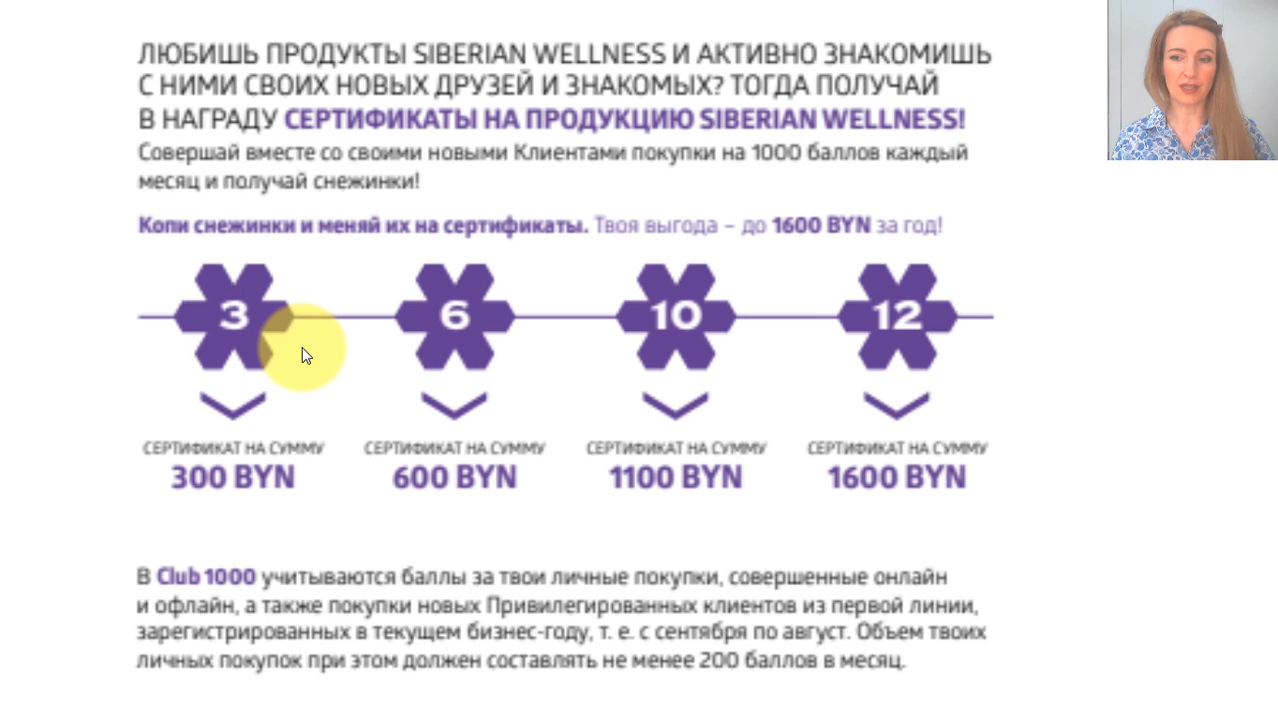 ЛЮБИШЬ ПРОДУКТЫ SIBERIAN WELLNESS И АКТИВНО ЗНАКОМИШЬ
С НИМИ СВОИХ НОВЫХ ДРУЗЕЙ И ЗНАКОМЫХ? ТОГДА ПОЛУЧАЙ
В НАГРАДУ СЕРТИФИКАТЫ НА ПРОДУКЦИЮ SIBERIAN WELLNESS!
Совершай вместе со своими новыми Клиентами покупки на 1000 баллов каждый
месяц и получай снежинки!
Копи снежинки и меняй их на сертификаты. Твоя выгода – до 1600 BYN за год!
3 6 10 12
СЕРТИФИКАТ НА СУММУ СЕРТИФИКАТ НА СУММУ СЕРТИФИКАТ НА СУММУ СЕРТИФИКАТ НА СУММУ
300 BYN 600 BYN 1100 BYN 1600 BYN
В Club 1000 учитываются баллы за твои личные покупки, совершенные онлайн
и офлайн, а также покупки новых Привилегированных клиентов из первой линии,
зарегистрированных в текущем бизнес-году, т. е. с сентября по август. Объем твоих
личных покупок при этом должен составлять не менее 200 баллов в месяц.